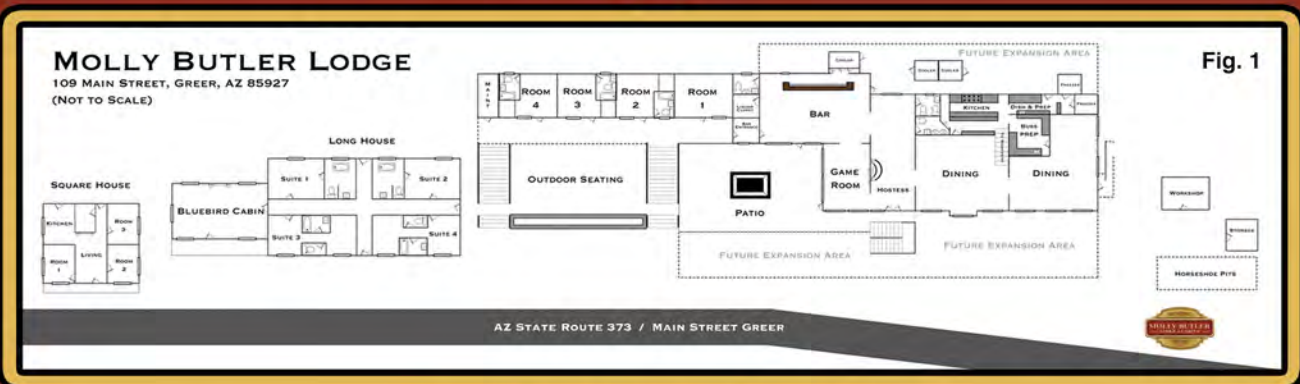 MOLLY BUTLER LODGE
109 MAIN STREET, GREER, AZ 85927
(NOT TO SCALE)
Fig. 1
FUTURE EXPANSION AREA
COOLER
COOLER
COOLER
FREEZER
FREEZER
MAINT
ROOM
4
ROOM
3
ROOM
2
ROOM
1
LINEN
CLOSET
BAR
ENTRANCE
BAR
KITCHEN
DISH & PREP
BUSS
PREP
GAME
ROOM
HOSTESS
DINING
DINING
OUTDOOR SEATING
PATIO
FUTURE EXPANSION AREA
FUTURE EXPANSION AREA
LONG HOUSE
SUITE 1
SUITE 2
BLUEBIRD CABIN
SUITE 3
SUITE 4
SQUARE HOUSE
KITCHEN
ROOM
3
ROOM
1
LIVING
ROOM
2
WORKSHOP
STORAGE
HORSESHOE PITS
AZ STATE ROUTE 373 / MAIN STREET GREER
MOLLY BUTLER